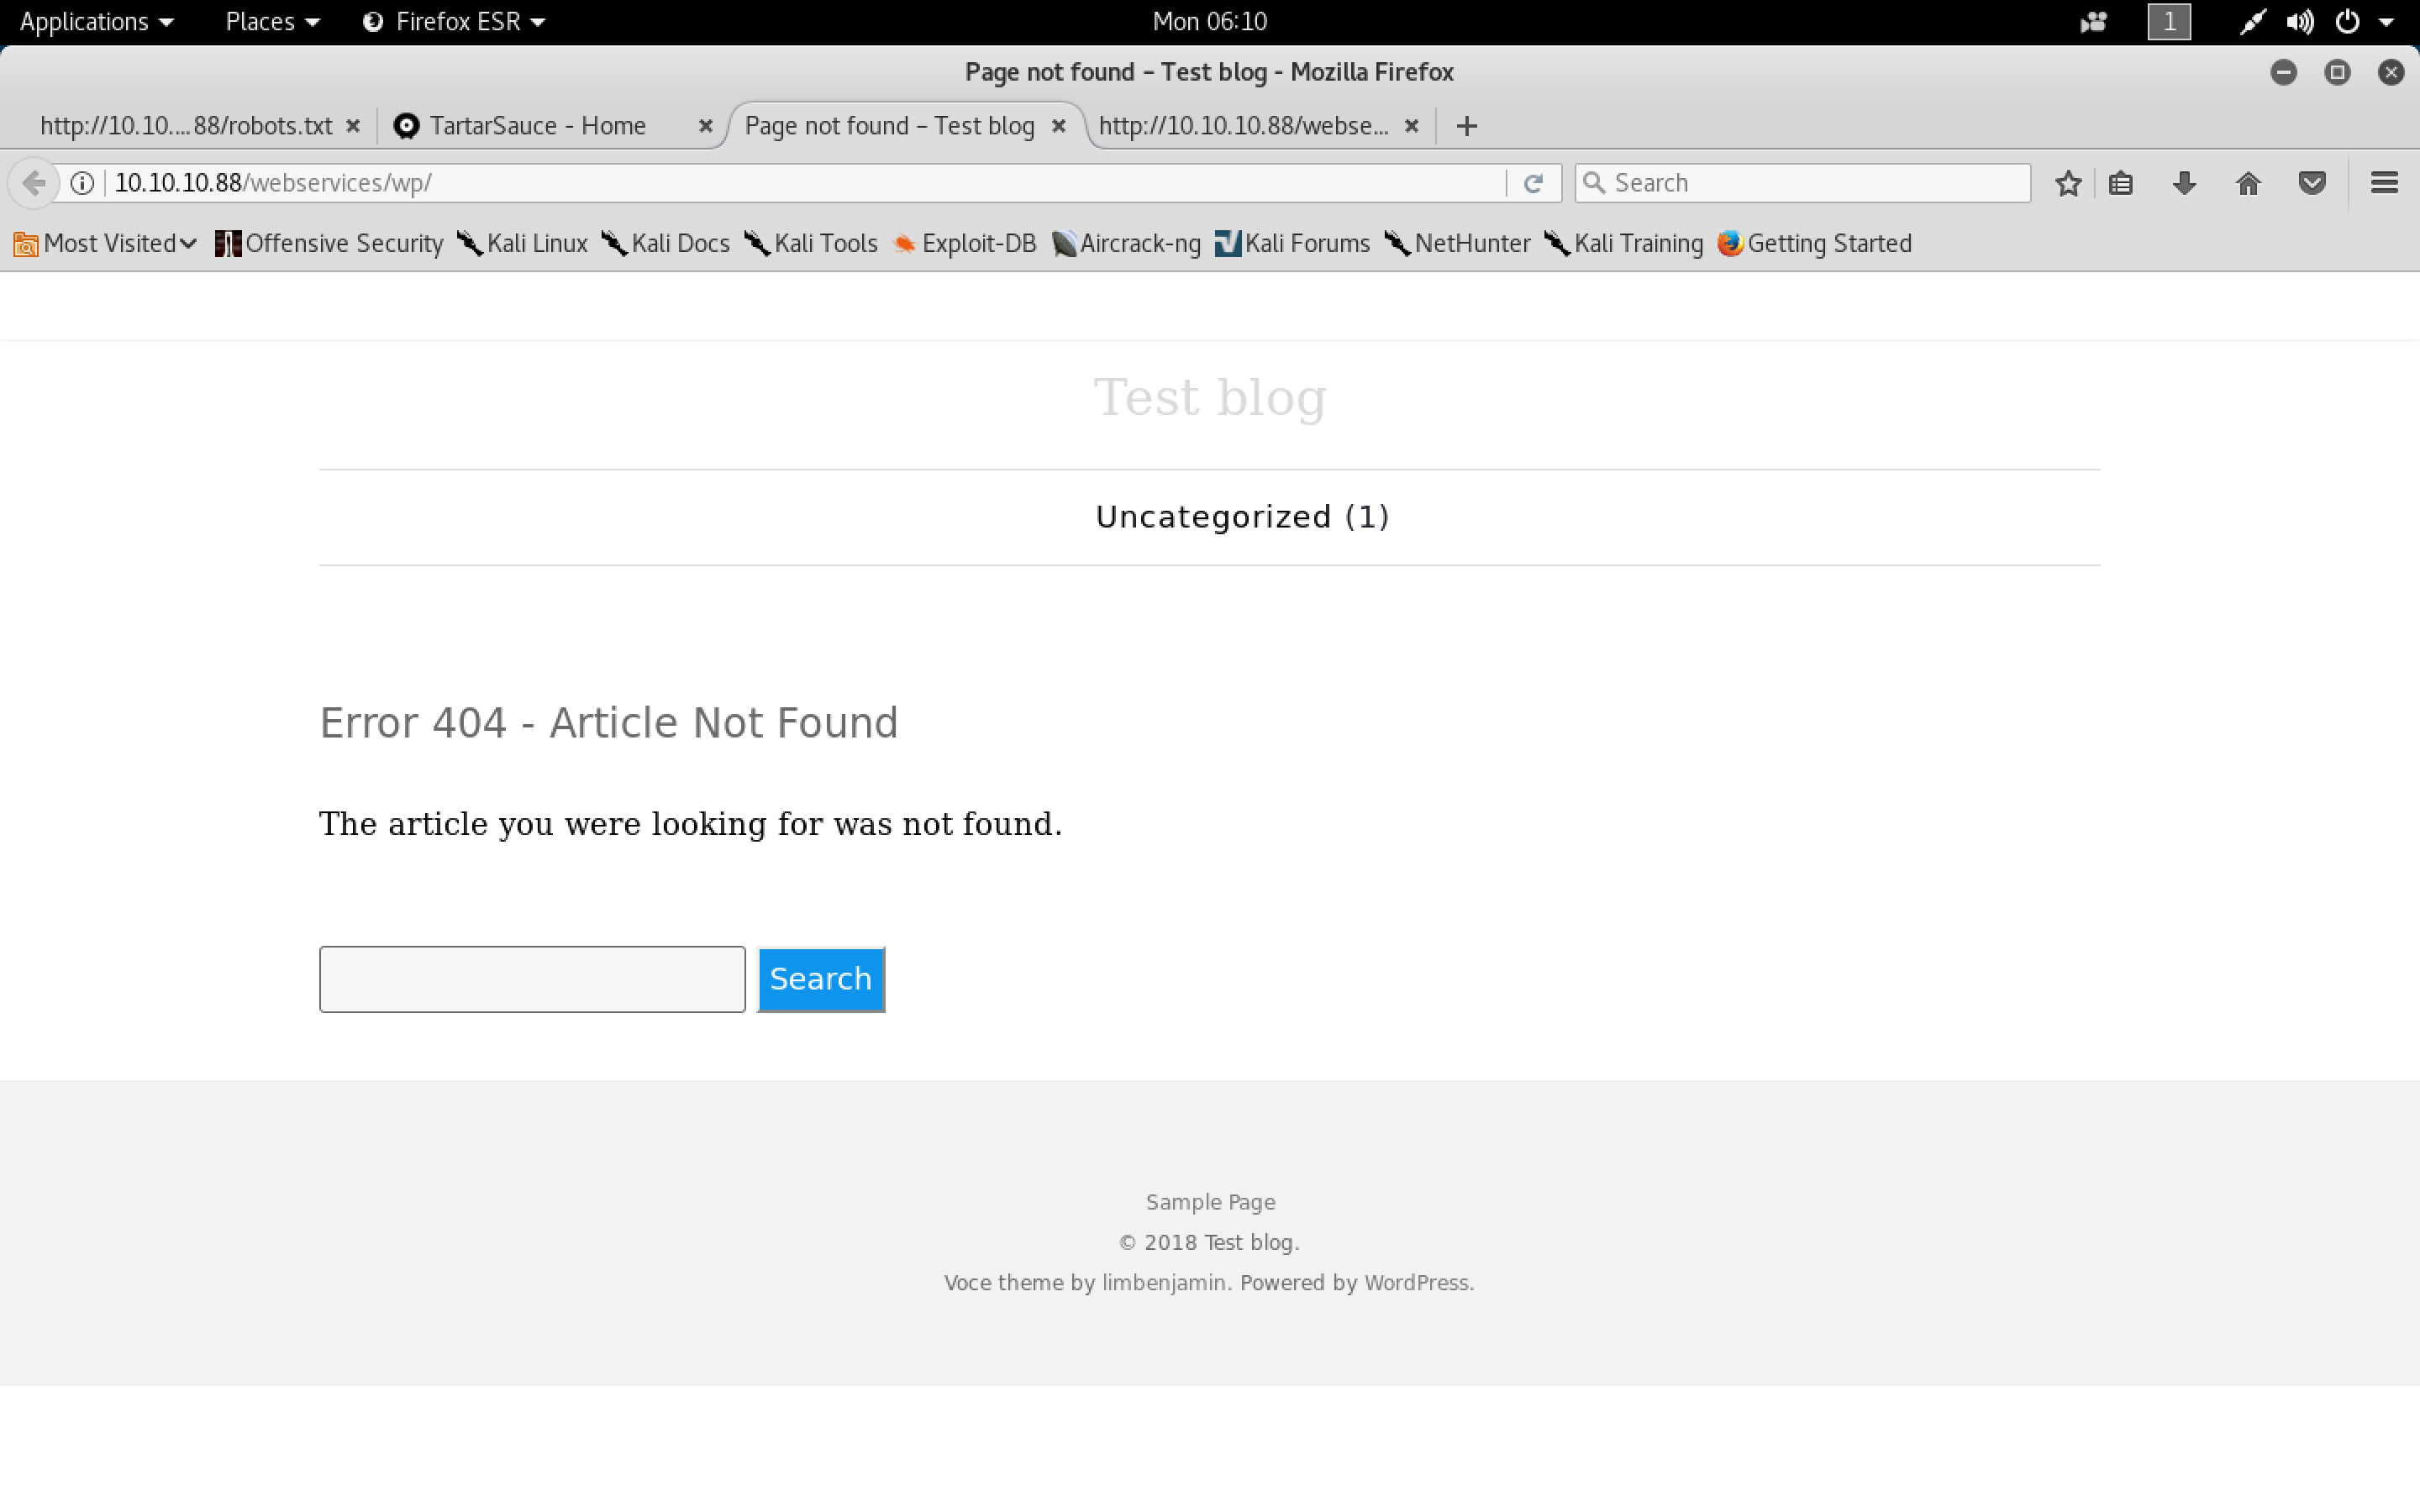 Applications Places Firefox ESR Mon 06:10 1
Page not found – Test blog - Mozilla Firefox
http://10.10....88/robots.txt TartarSauce - Home Page not found – Test blog http://10.10.10.88/webse...
10.10.10.88/webservices/wp/ Search
Most Visited Offensive Security Kali Linux Kali Docs Kali Tools Exploit-DB Aircrack-ng Kali Forums NetHunter Kali Training Getting Started
Test blog
Uncategorized (1)
Error 404 - Article Not Found
The article you were looking for was not found.
Search
Sample Page
© 2018 Test blog.
Voce theme by limbenjamin. Powered by WordPress.